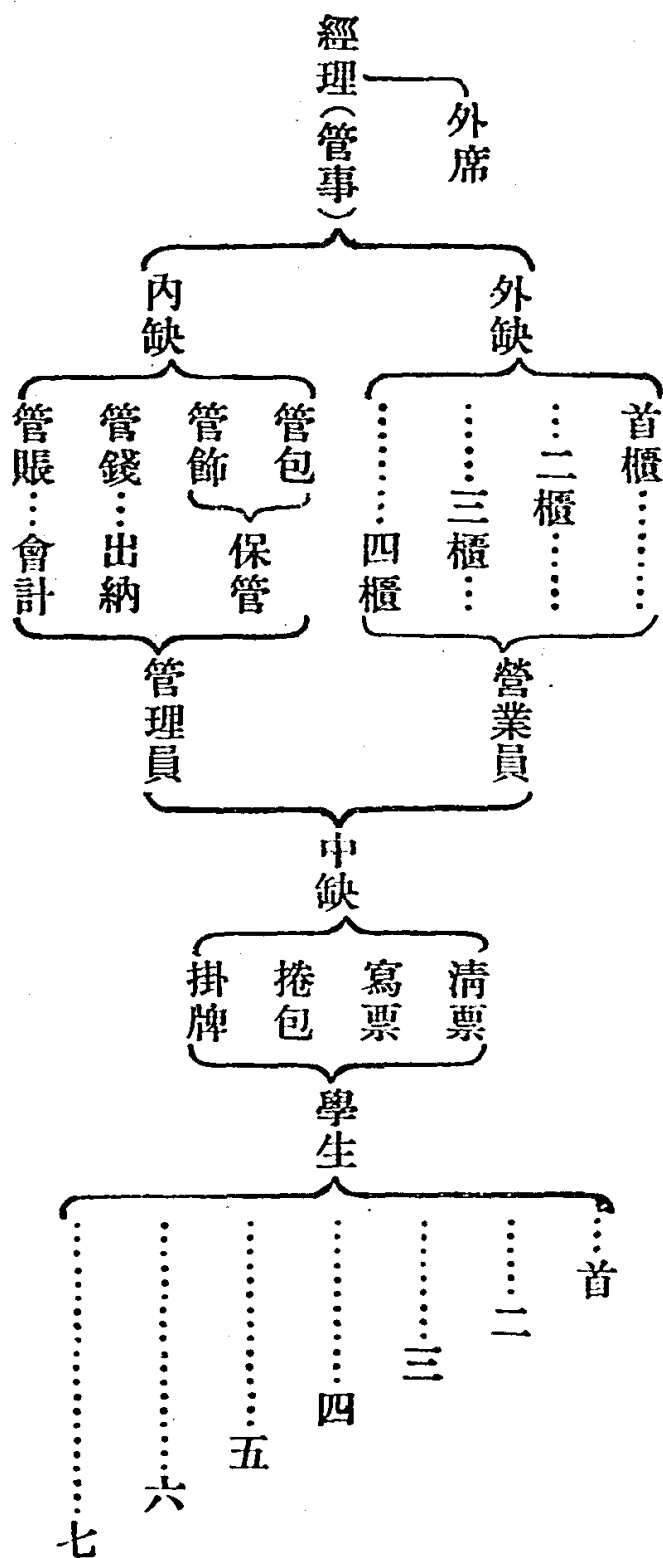 經理（管事）
外席
外缺
內缺
首櫃……
…二櫃……
……三櫃…
………四櫃
管包
管飾
保管
管錢…出納
管賬…會計
營業員
管理員
中缺
清票
寫票
捲包
掛牌
學生
首
二
三
四
五
六
七